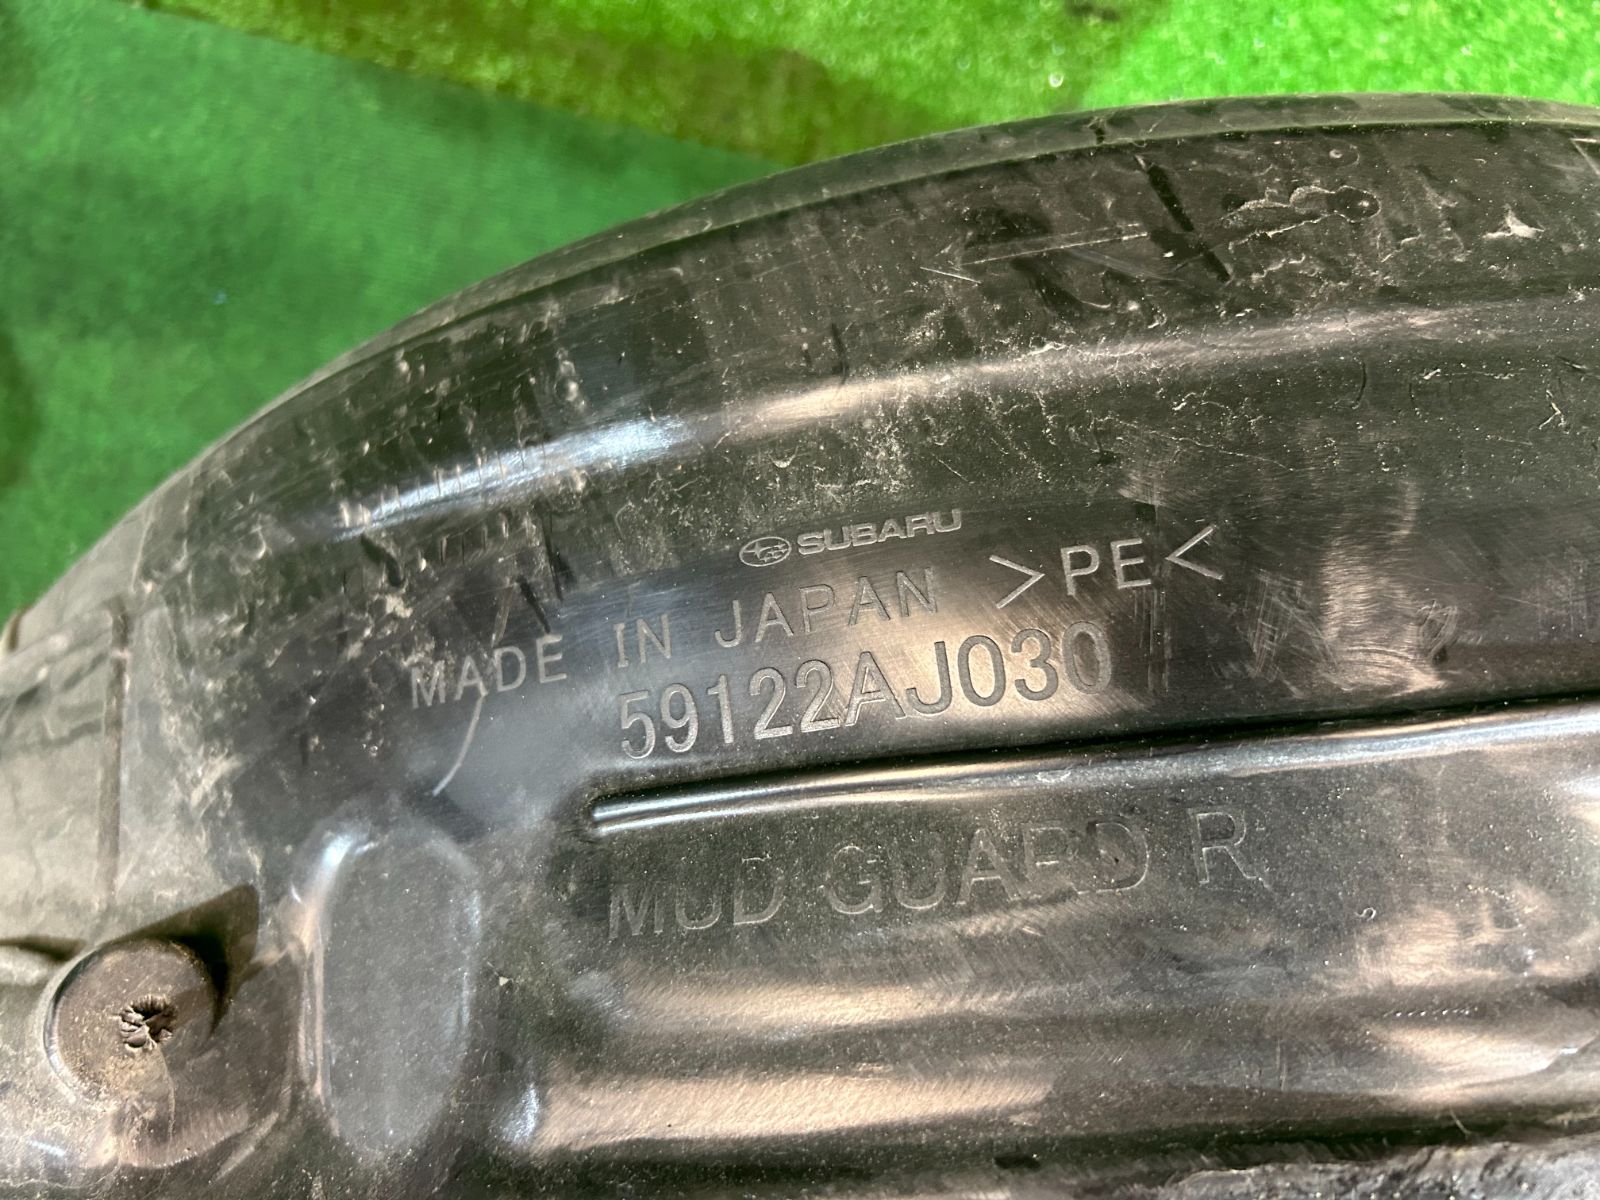 SUBARU
MADE IN JAPAN >PE<
59122AJ030
MUD GUARD R